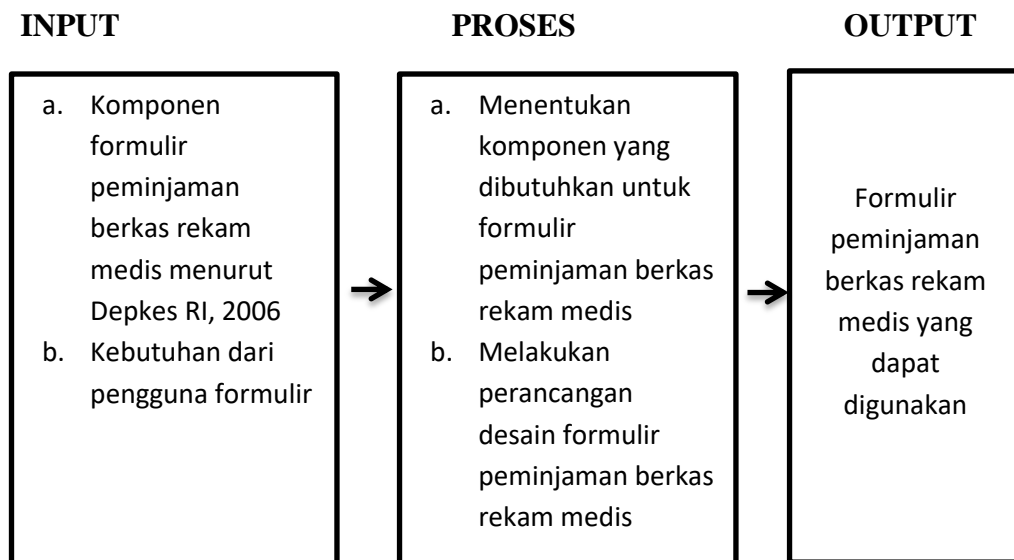 INPUT
PROSES
OUTPUT
a. Komponen
formulir
peminjaman
berkas rekam
medis menurut
Depkes RI, 2006
b. Kebutuhan dari
pengguna formulir
a. Menentukan
komponen yang
dibutuhkan untuk
formulir
peminjaman berkas
rekam medis
b. Melakukan
perancangan
desain formulir
peminjaman berkas
rekam medis
Formulir
peminjaman
berkas rekam
medis yang
dapat
digunakan